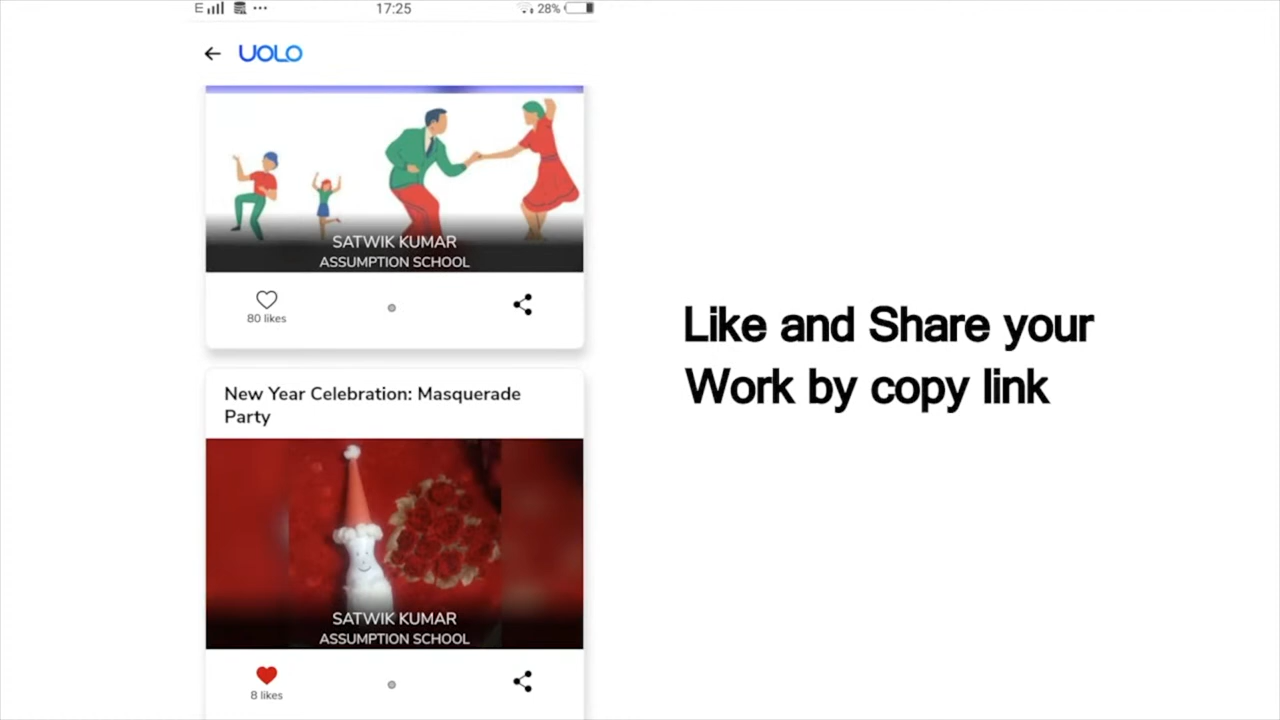 E 17:25 28%
UOLO
SATWIK KUMAR
ASSUMPTION SCHOOL
80 likes
New Year Celebration: Masquerade
Party
SATWIK KUMAR
ASSUMPTION SCHOOL
8 likes
Like and Share your
Work by copy link